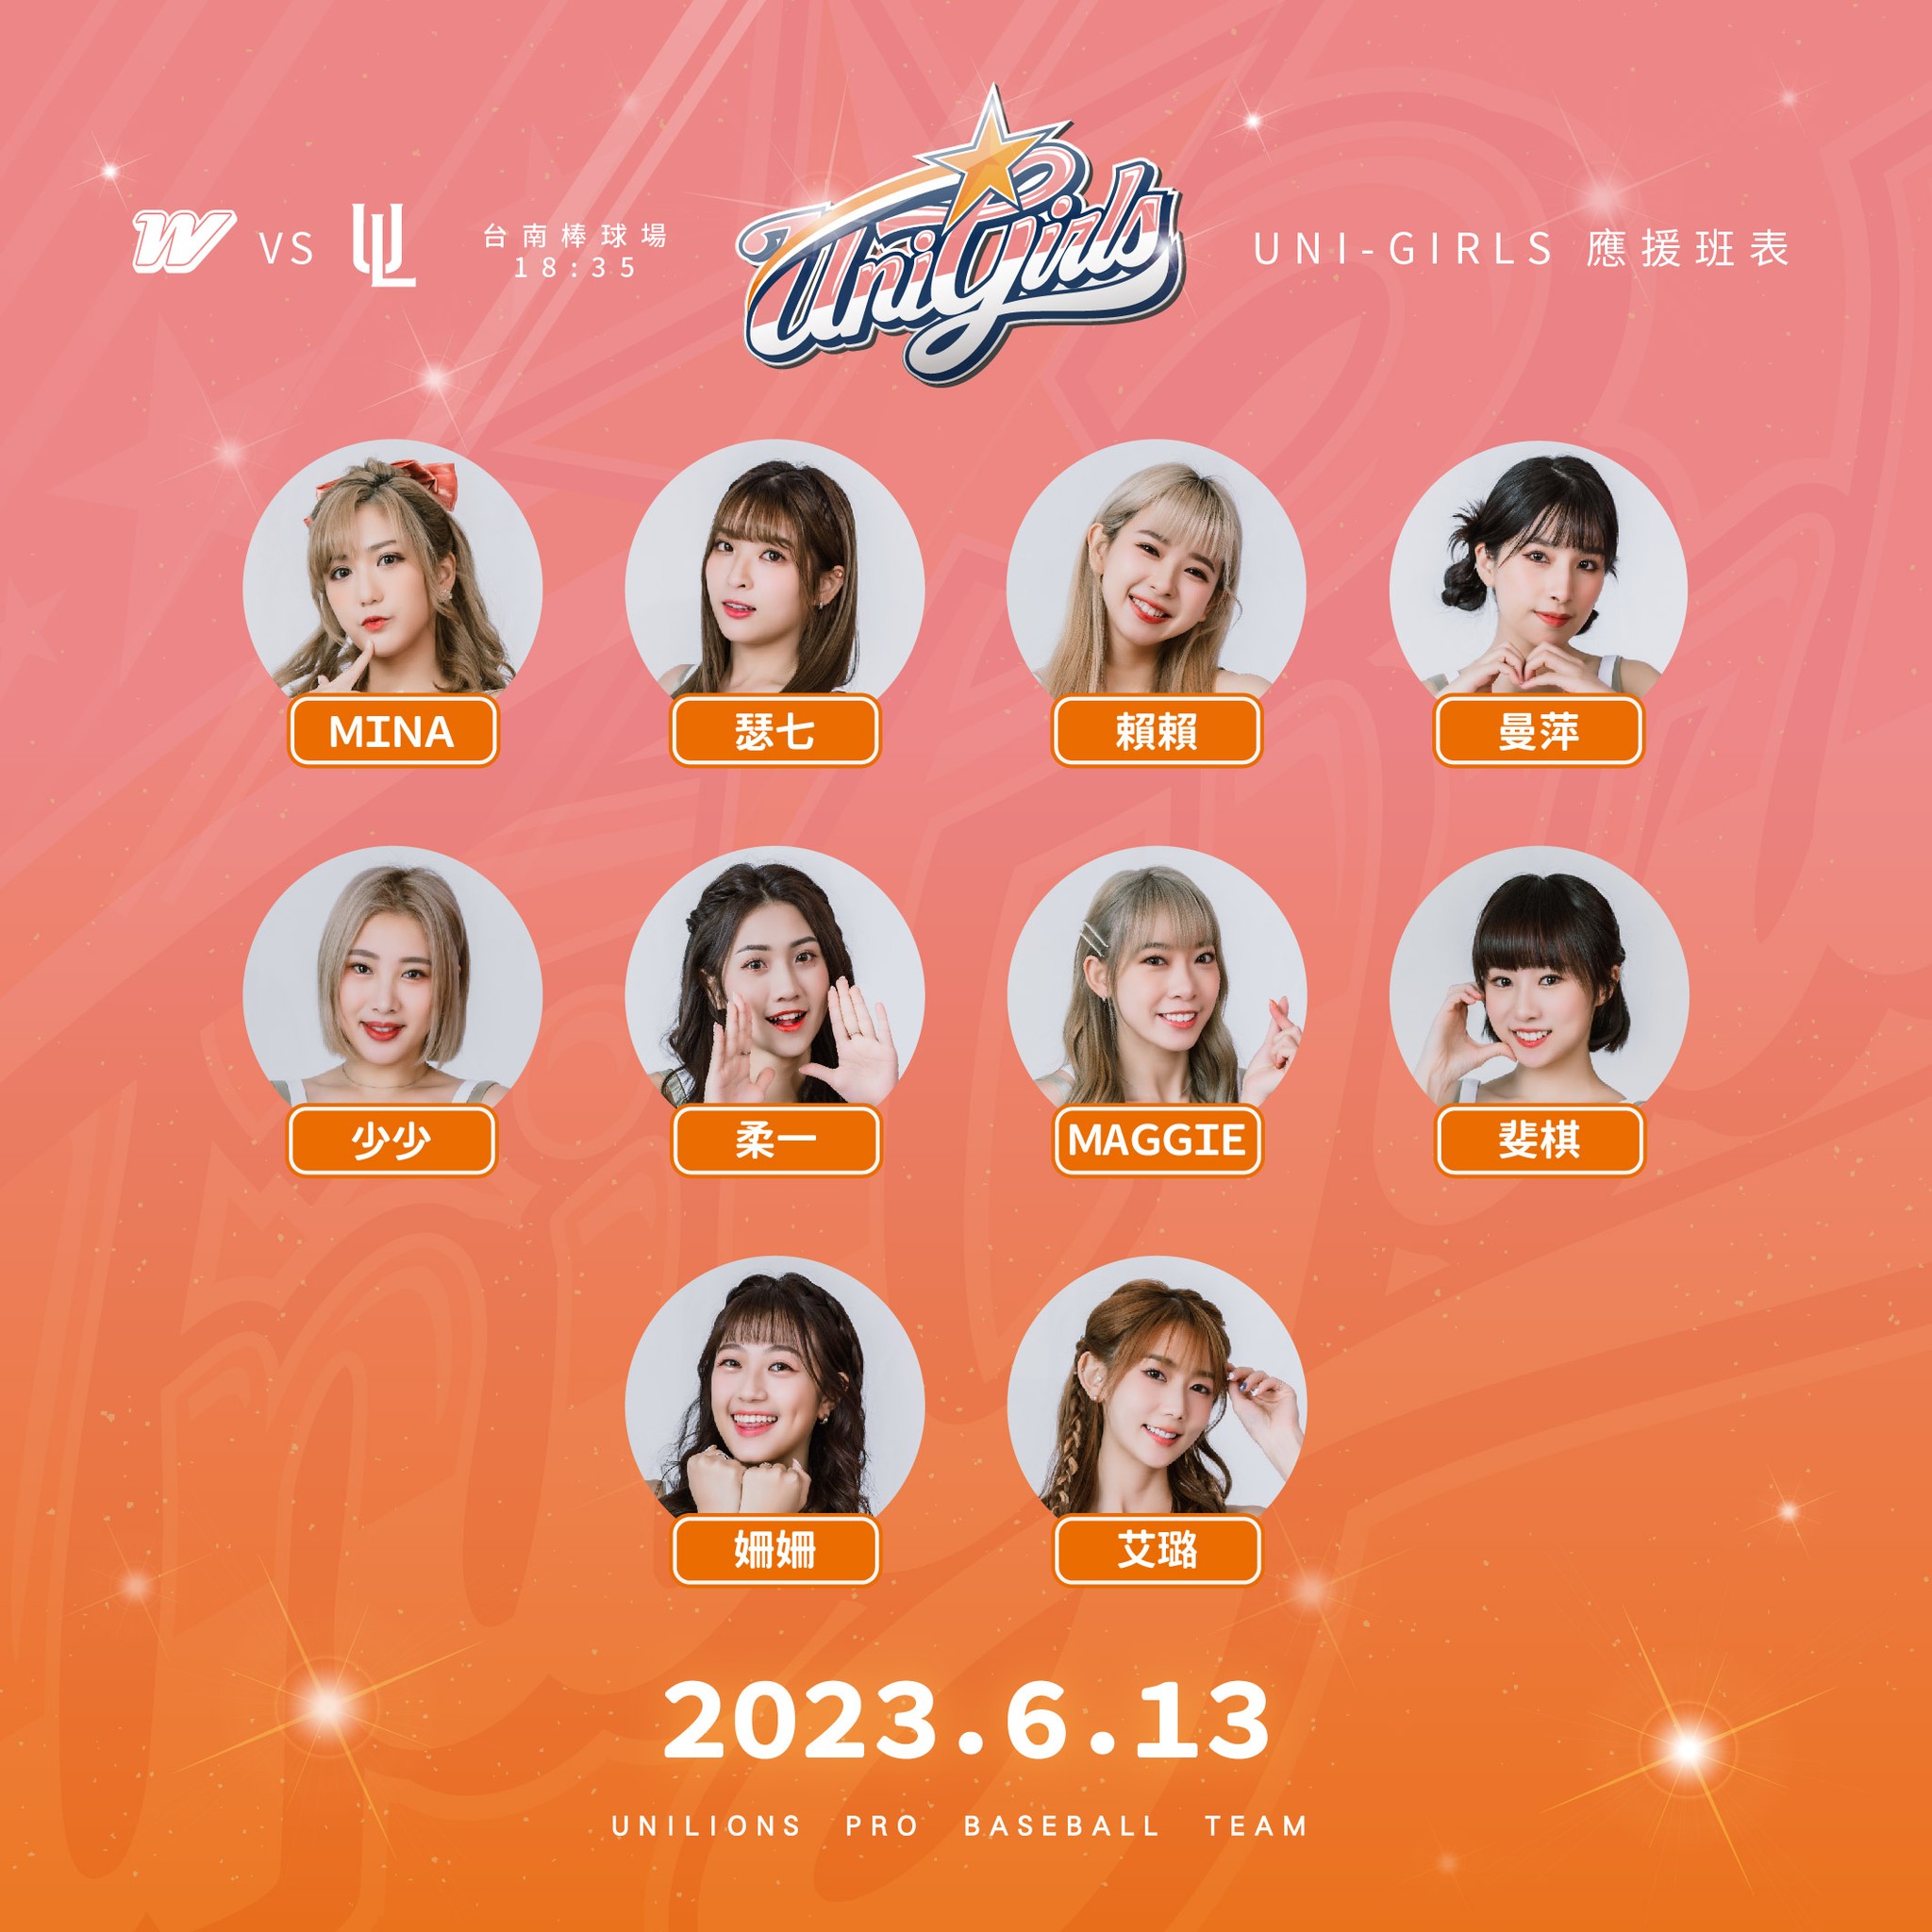 W VS UL
台南棒球場
18:35
UniGirls
UNI-GIRLS 應援班表
MINA
瑟七
賴賴
曼萍
少少
柔一
MAGGIE
斐棋
姍姍
艾璐
2023.6.13
UNILIONS PRO BASEBALL TEAM